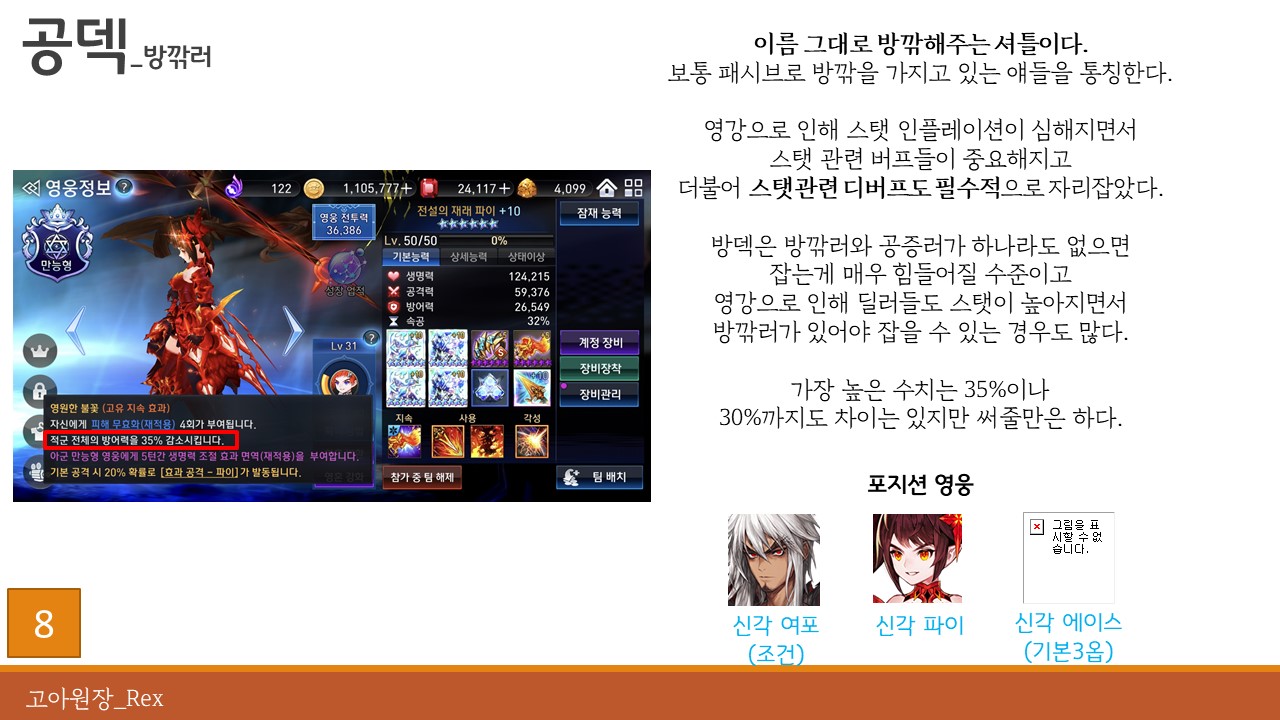 공덱_방깎러
이름 그대로 방깎해주는 셔틀이다.
보통 패시브로 방깎을 가지고 있는 얘들을 통칭한다.
영강으로 인해 스탯 인플레이션이 심해지면서
스탯 관련 버프들이 중요해지고
더불어 스탯관련 디버프도 필수적으로 자리잡았다.
방덱은 방깎러와 공증러가 하나라도 없으면
잡는게 매우 힘들어질 수준이고
영강으로 인해 딜러들도 스탯이 높아지면서
방깎러가 있어야 잡을 수 있는 경우도 많다.
가장 높은 수치는 35%이나
30%까지도 차이는 있지만 써줄만은 하다.
포지션 영웅
그림을 표
시할 수 없
습니다.
신각 여포
(조건)
신각 파이
신각 에이스
(기본3옵)
영웅정보 ?
122
1,105,777+
24,117+
4,099
만능형
영웅 전투력
36,386
성장 업적
전설의 재래 파이 +10
Lv. 50/50
0%
기본능력 상세능력 상태이상
생명력 124,215
공격력 59,376
방어력 26,549
속공 32%
잠재 능력
계정 장비
장비장착
장비관리
Lv 31
?
+10 +10
+10 +10
S
지속 사용 각성
영원한 불꽃 (고유 지속 효과)
자신에게 피해 무효화(재적용) 4회가 부여됩니다.
적군 전체의 방어력을 35% 감소시킵니다.
아군 만능형 영웅에게 5턴간 생명력 조절 효과 면역(재적용)을 부여합니다.
기본 공격 시 20% 확률로 [효과 공격 - 파이]가 발동됩니다.
영혼 강화
참가 중 팀 해제
팀 배치
8
고아원장_Rex